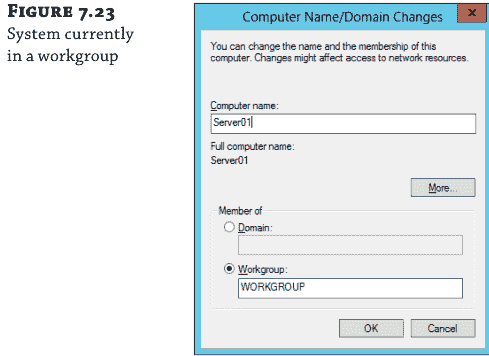 FIGURE 7.23
System currently
in a workgroup
Computer Name/Domain Changes
x
You can change the name and the membership of this
computer. Changes might affect access to network resources.
Computer name:
Server01
Full computer name:
Server01
More...
Member of
Domain:
Workgroup:
WORKGROUP
OK Cancel